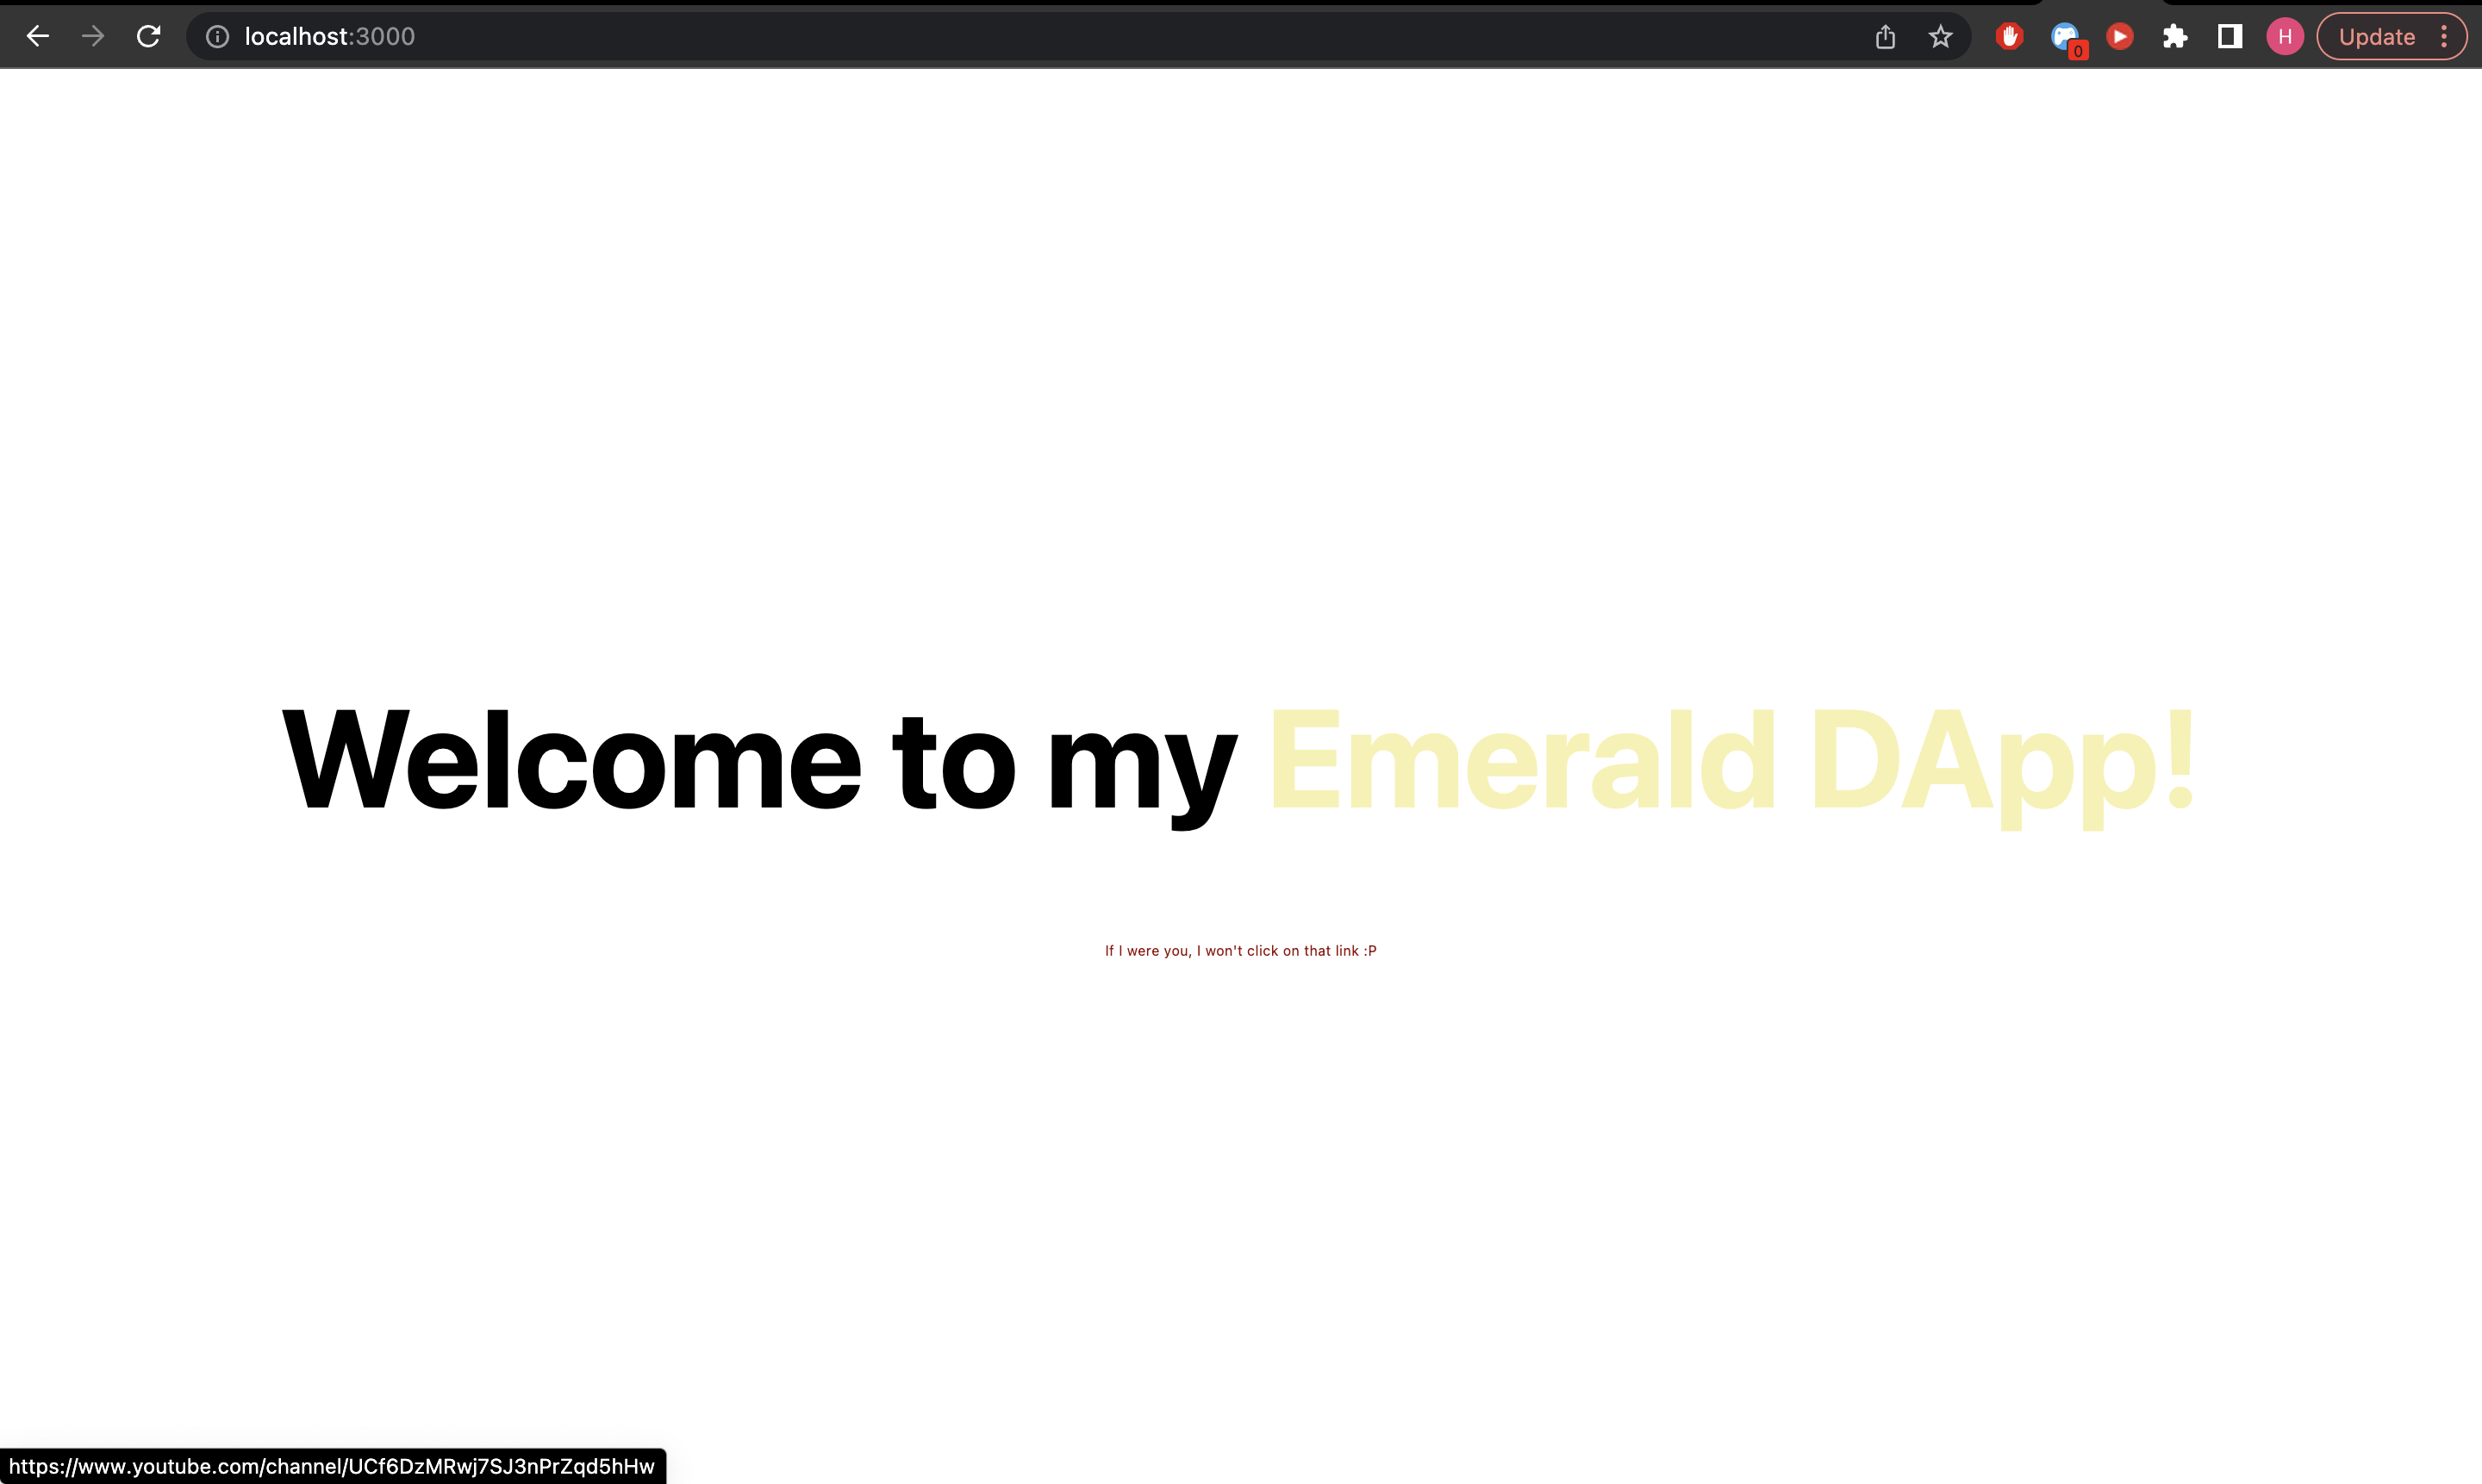 localhost:3000
0
H
Update
Welcome to my Emerald DApp!
If I were you, I won't click on that link :P
https://www.youtube.com/channel/UCf6DzMRwj7SJ3nPrZqd5hHw